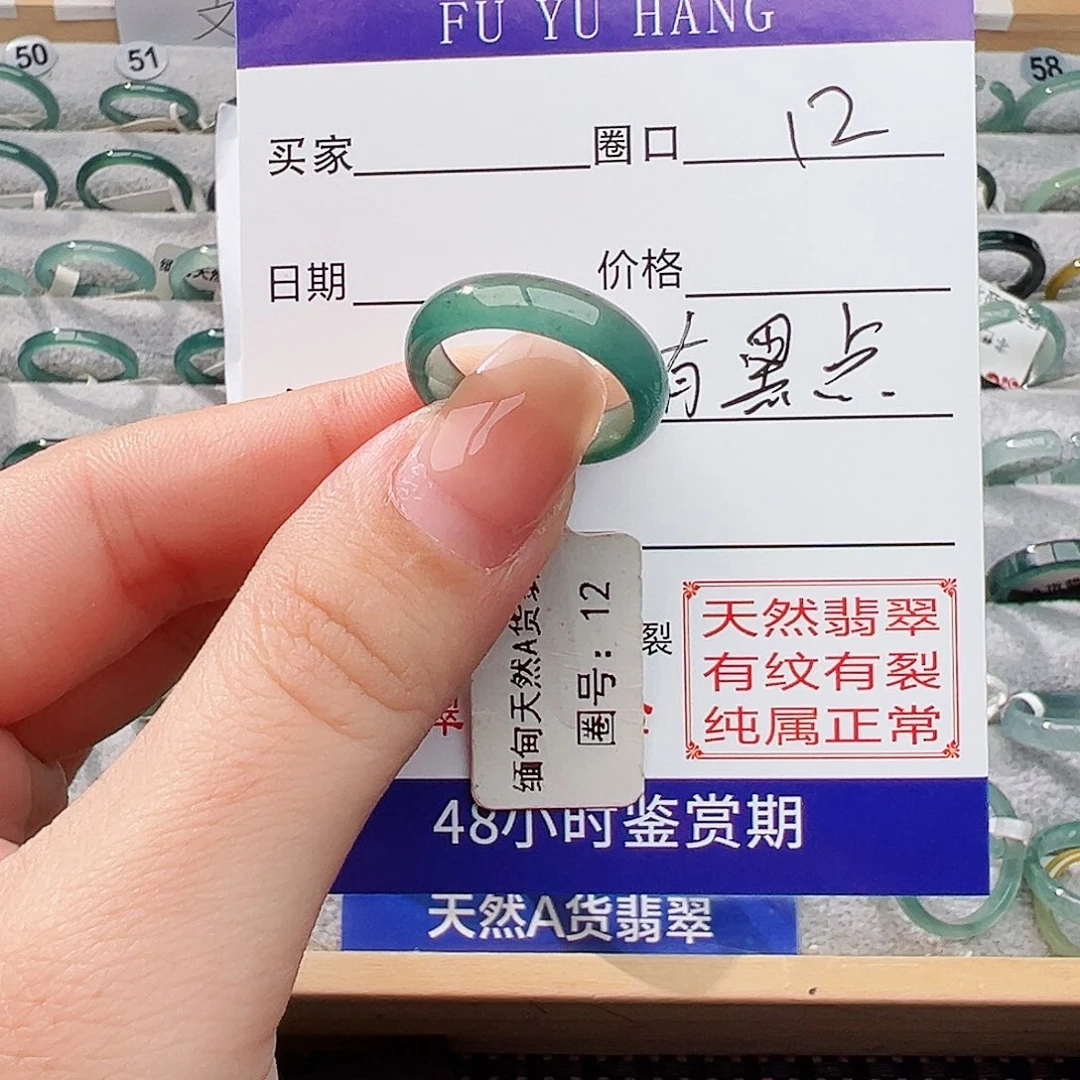 50
51
58
FU YU HANG
买家 圈口 12
日期 价格
有黑点
裂
天然翡翠
有纹有裂
纯属正常
缅甸天然A货
圈号：12
48小时鉴赏期
天然A货翡翠